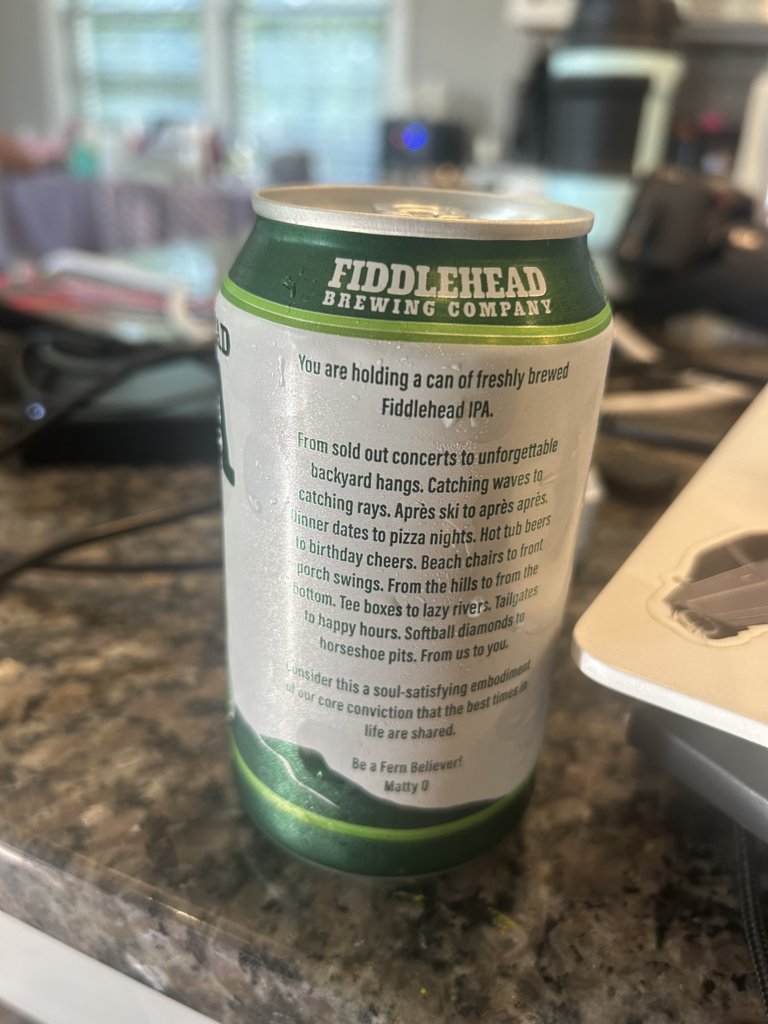 FIDDLEHEAD
BREWING COMPANY
You are holding a can of freshly brewed
Fiddlehead IPA.
From sold out concerts to unforgettable
backyard hangs. Catching waves to
catching rays. Après ski to après après.
Dinner dates to pizza nights. Hot tub beers
to birthday cheers. Beach chairs to front
porch swings. From the hills to from the
bottom. Tee boxes to lazy rivers. Tailgates
to happy hours. Softball diamonds to
horseshoe pits. From us to you.
Consider this a soul-satisfying embodiment
of our core conviction that the best times in
life are shared.
Be a Fern Believer!
Matty O